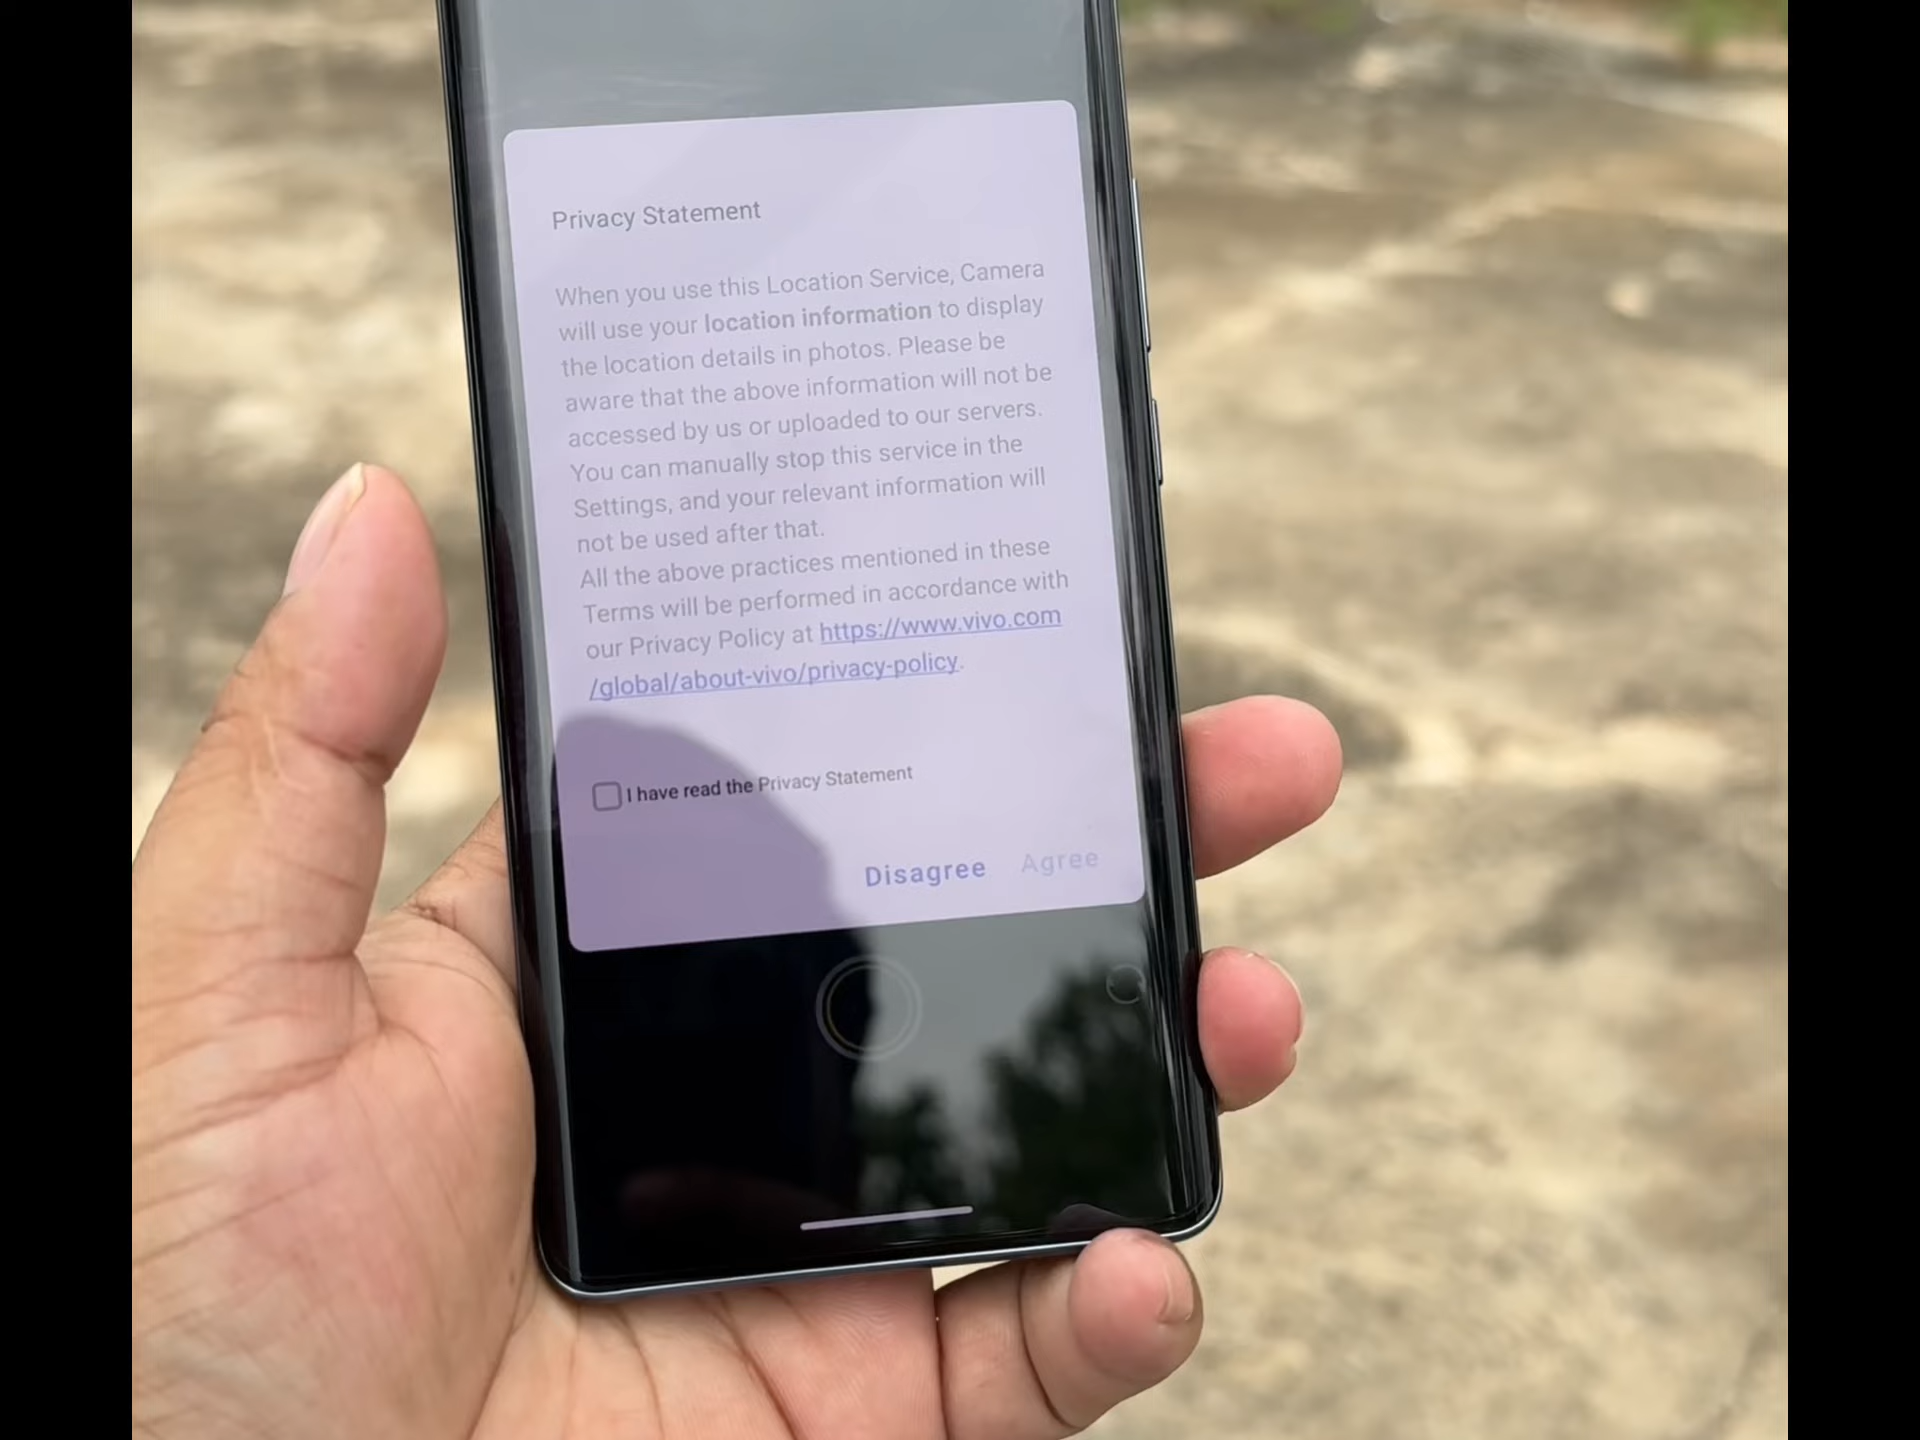 Privacy Statement
When you use this Location Service, Camera
will use your location information to display
the location details in photos. Please be
aware that the above information will not be
accessed by us or uploaded to our servers.
You can manually stop this service in the
Settings, and your relevant information will
not be used after that.
All the above practices mentioned in these
Terms will be performed in accordance with
our Privacy Policy at https://www.vivo.com
/global/about-vivo/privacy-policy.
I have read the Privacy Statement
Disagree Agree